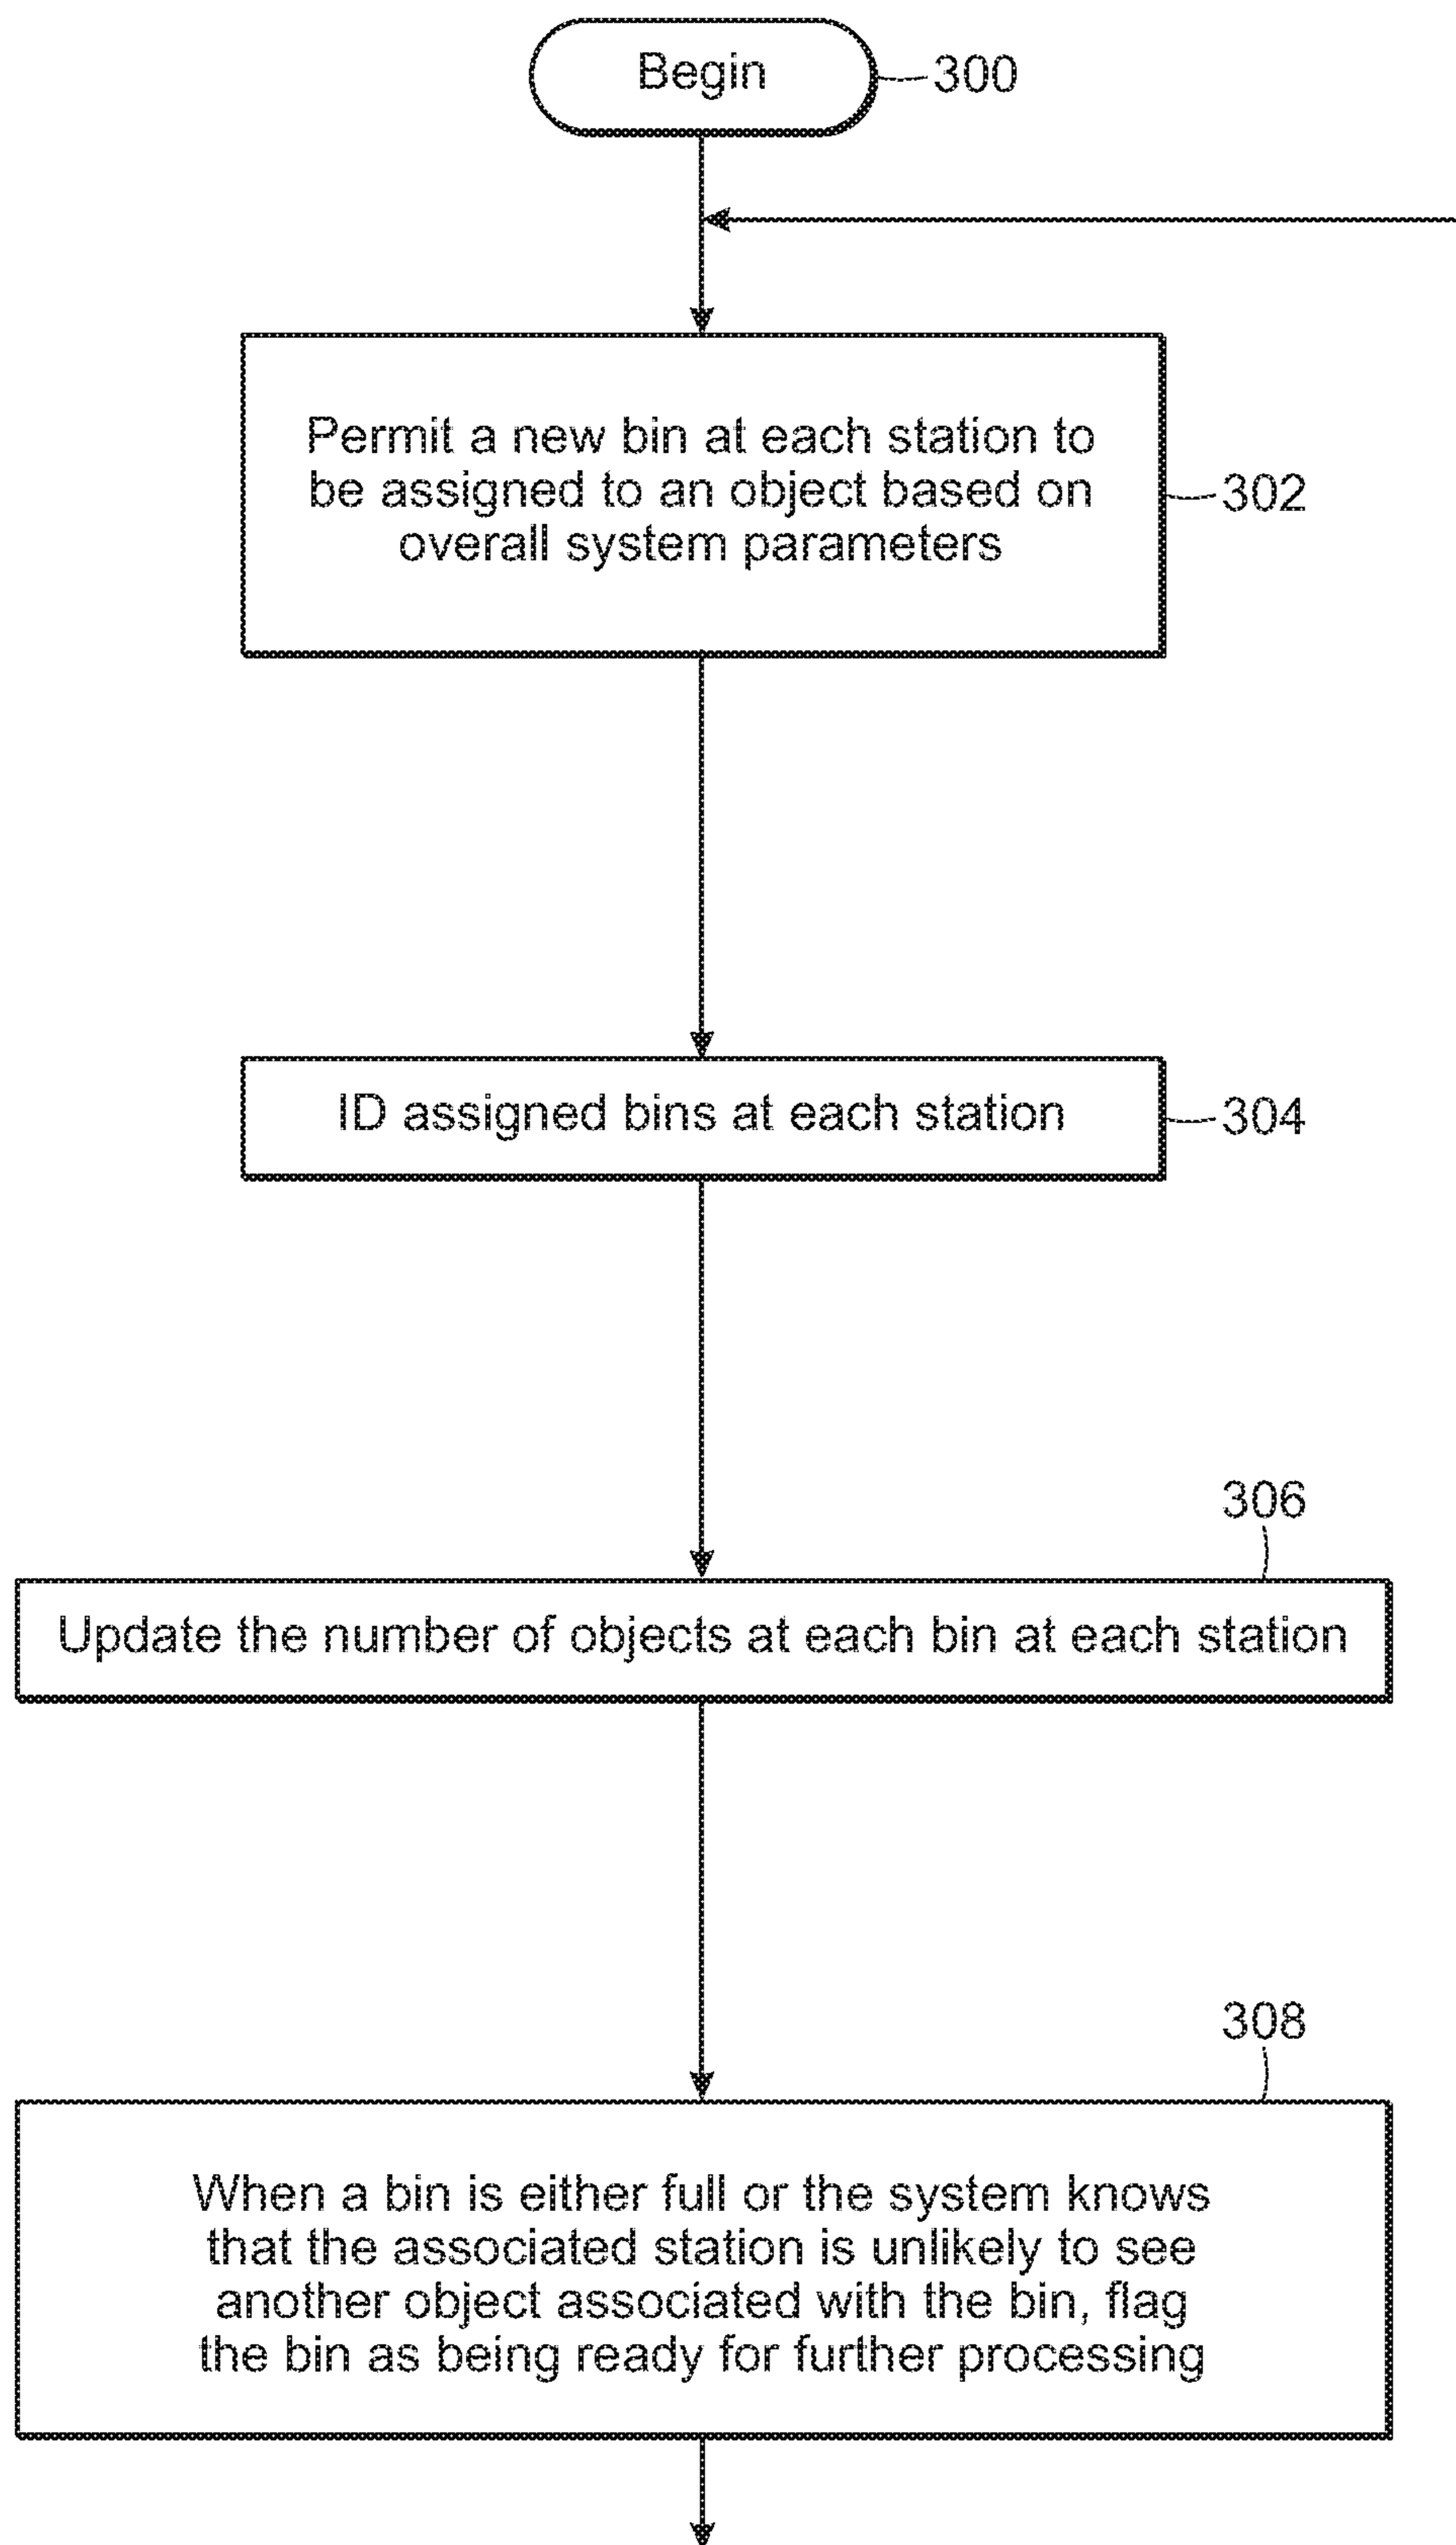 Begin
300
Permit a new bin at each station to
be assigned to an object based on
overall system parameters
302
ID assigned bins at each station
304
306
Update the number of objects at each bin at each station
308
When a bin is either full or the system knows
that the associated station is unlikely to see
another object associated with the bin, flag
the bin as being ready for further processing